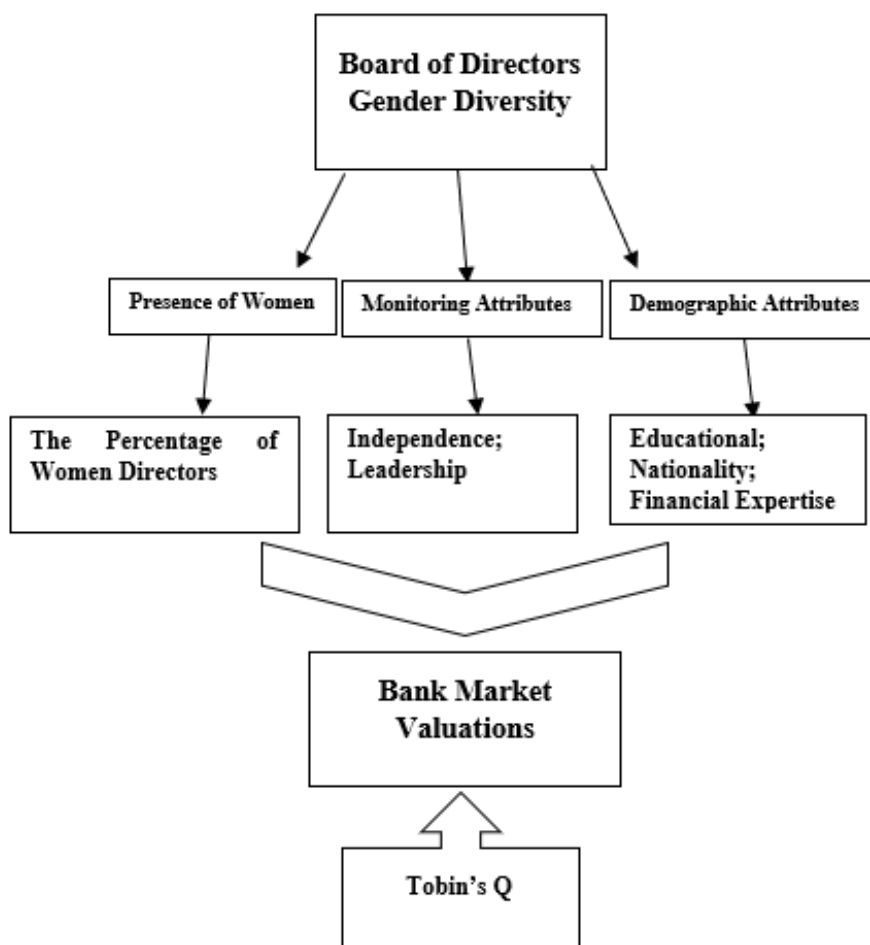 Board of Directors
Gender Diversity
Presence of Women
Monitoring Attributes
Demographic Attributes
The Percentage of
Women Directors
Independence;
Leadership
Educational;
Nationality;
Financial Expertise
Bank Market
Valuations
Tobin’s Q